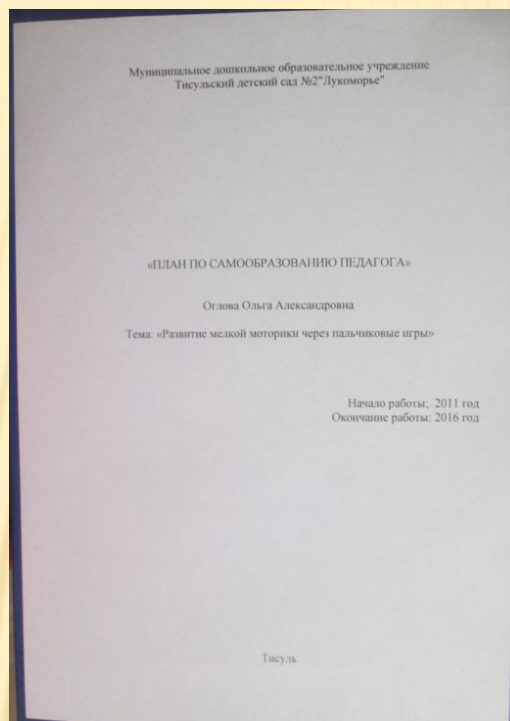 Муниципальное дошкольное образовательное учреждение
Тисульский детский сад №2"Лукоморье"
«ПЛАН ПО САМООБРАЗОВАНИЮ ПЕДАГОГА»
Оглова Ольга Александровна
Тема: «Развитие мелкой моторики через пальчиковые игры»
Начало работы; 2011 год
Окончание работы: 2016 год
Тисуль